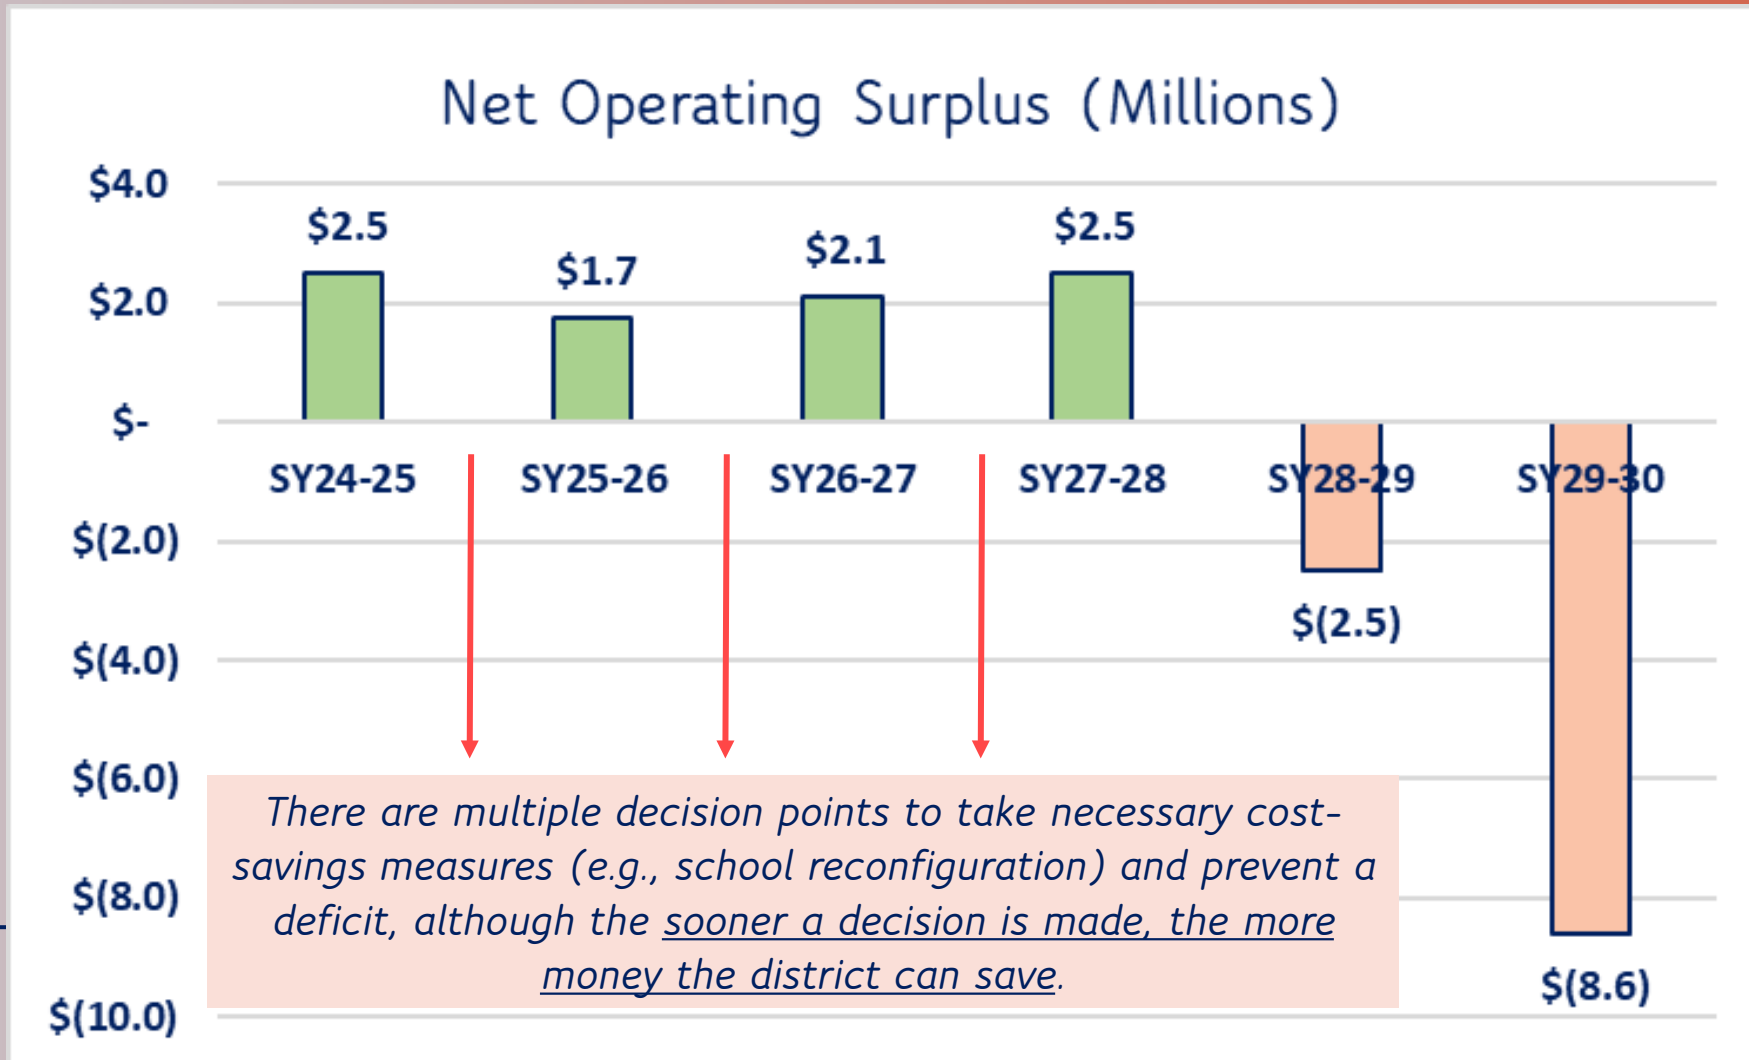 Net Operating Surplus (Millions)
$4.0
$2.5
$1.7
$2.1
$2.5
$2.0
$-
SY24-25
SY25-26
SY26-27
SY27-28
SY28-29
SY29-30
$(2.0)
$(2.5)
$(4.0)
$(6.0)
There are multiple decision points to take necessary cost-
savings measures (e.g., school reconfiguration) and prevent a
deficit, although the sooner a decision is made, the more
money the district can save.
$(8.0)
$(8.6)
$(10.0)